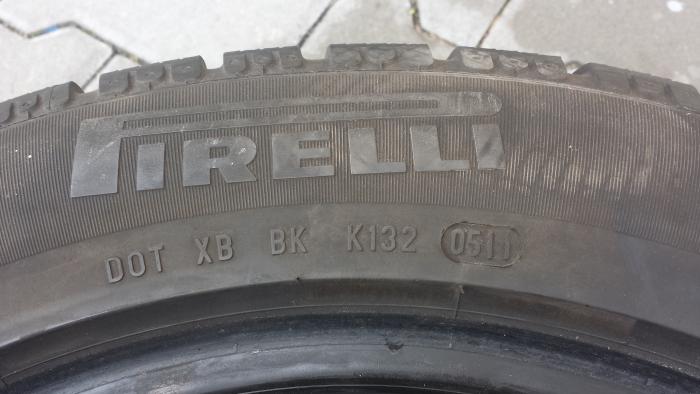 PIRELLI
DOT XB BK K132 0511